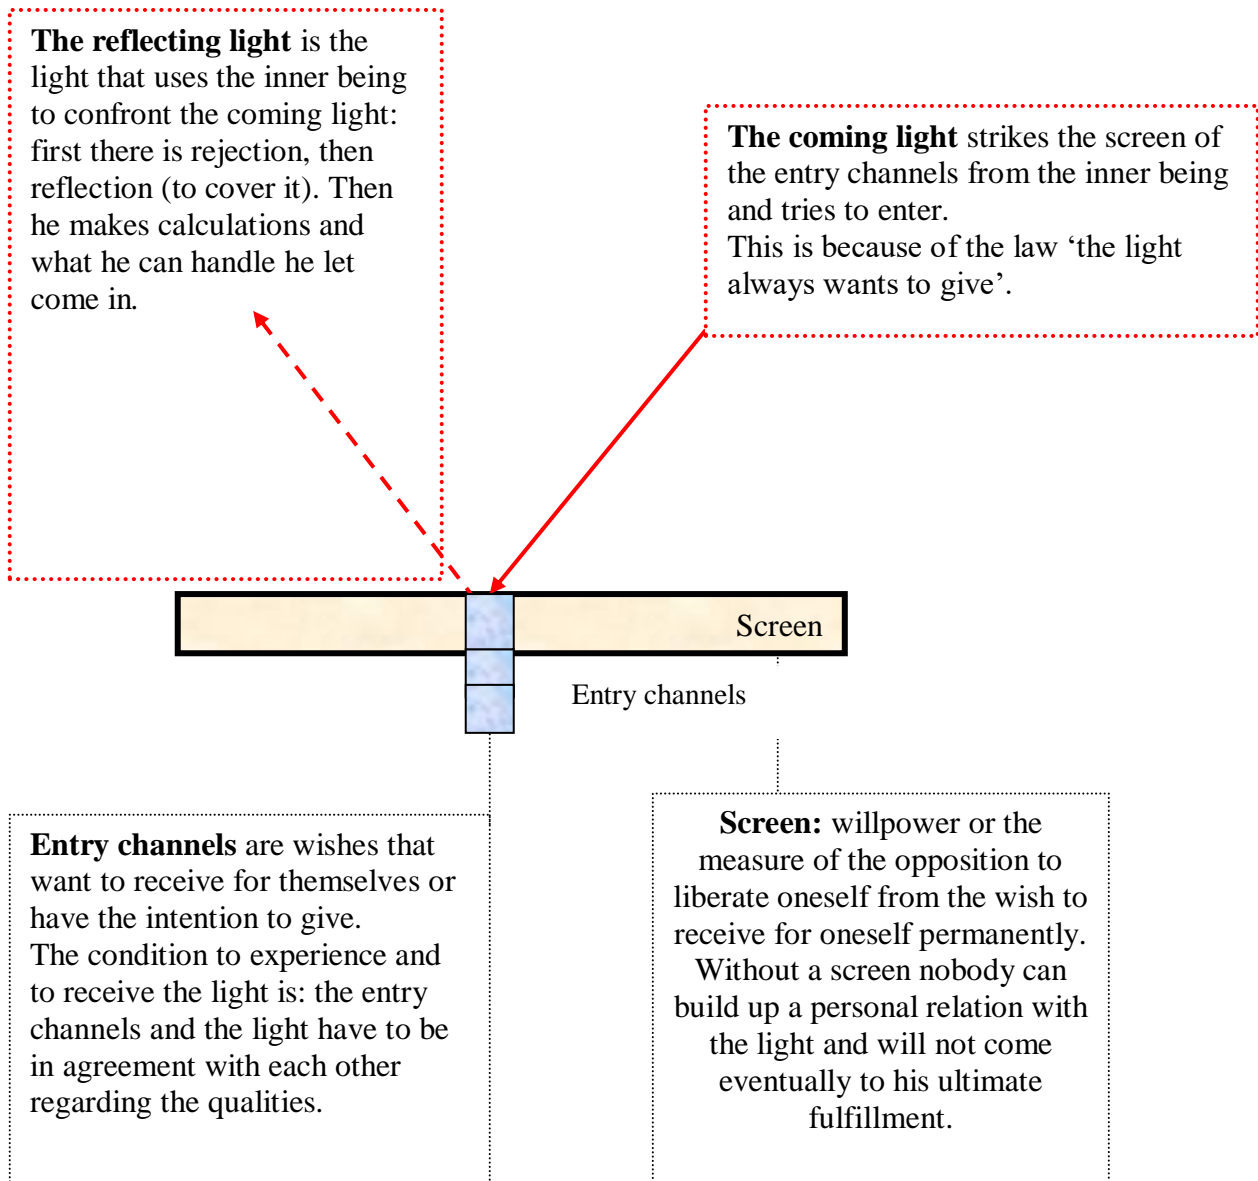 The reflecting light is the
light that uses the inner being
to confront the coming light:
first there is rejection, then
reflection (to cover it). Then
he makes calculations and
what he can handle he let
come in.
The coming light strikes the screen of
the entry channels from the inner being
and tries to enter.
This is because of the law ‘the light
always wants to give’.
Screen
Entry channels
Entry channels are wishes that
want to receive for themselves or
have the intention to give.
The condition to experience and
to receive the light is: the entry
channels and the light have to be
in agreement with each other
regarding the qualities.
Screen: willpower or the
measure of the opposition to
liberate oneself from the wish to
receive for oneself permanently.
Without a screen nobody can
build up a personal relation with
the light and will not come
eventually to his ultimate
fulfillment.